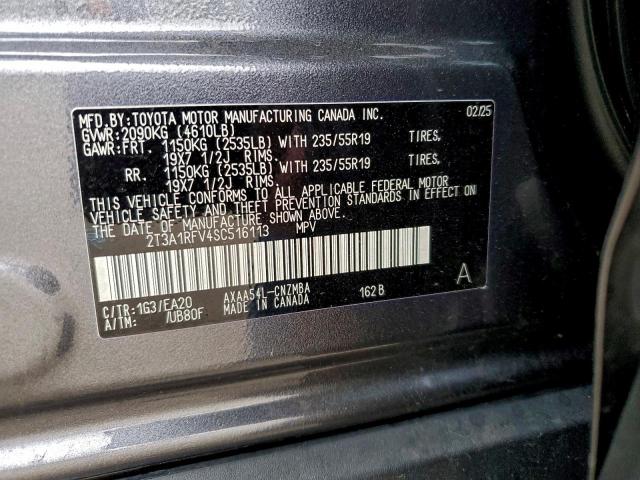 MFD.BY:TOYOTA MOTOR MANUFACTURING CANADA INC. 02/25
GVWR:2090KG (4610LB)
GAWR:FRT. 1150KG (2535LB) WITH 235/55R19 TIRES,
19X7 1/2J RIMS.
RR. 1150KG (2535LB) WITH 235/55R19 TIRES,
19X7 1/2J RIMS.
THIS VEHICLE CONFORMS TO ALL APPLICABLE FEDERAL MOTOR
VEHICLE SAFETY AND THEFT PREVENTION STANDARDS IN EFFECT ON
THE DATE OF MANUFACTURE SHOWN ABOVE.
2T3A1RFV4SC516113 MPV
A
C/TR:1G3/EA20 AXAA54L-CNZMBA 162B
A/TM: /UB80F MADE IN CANADA